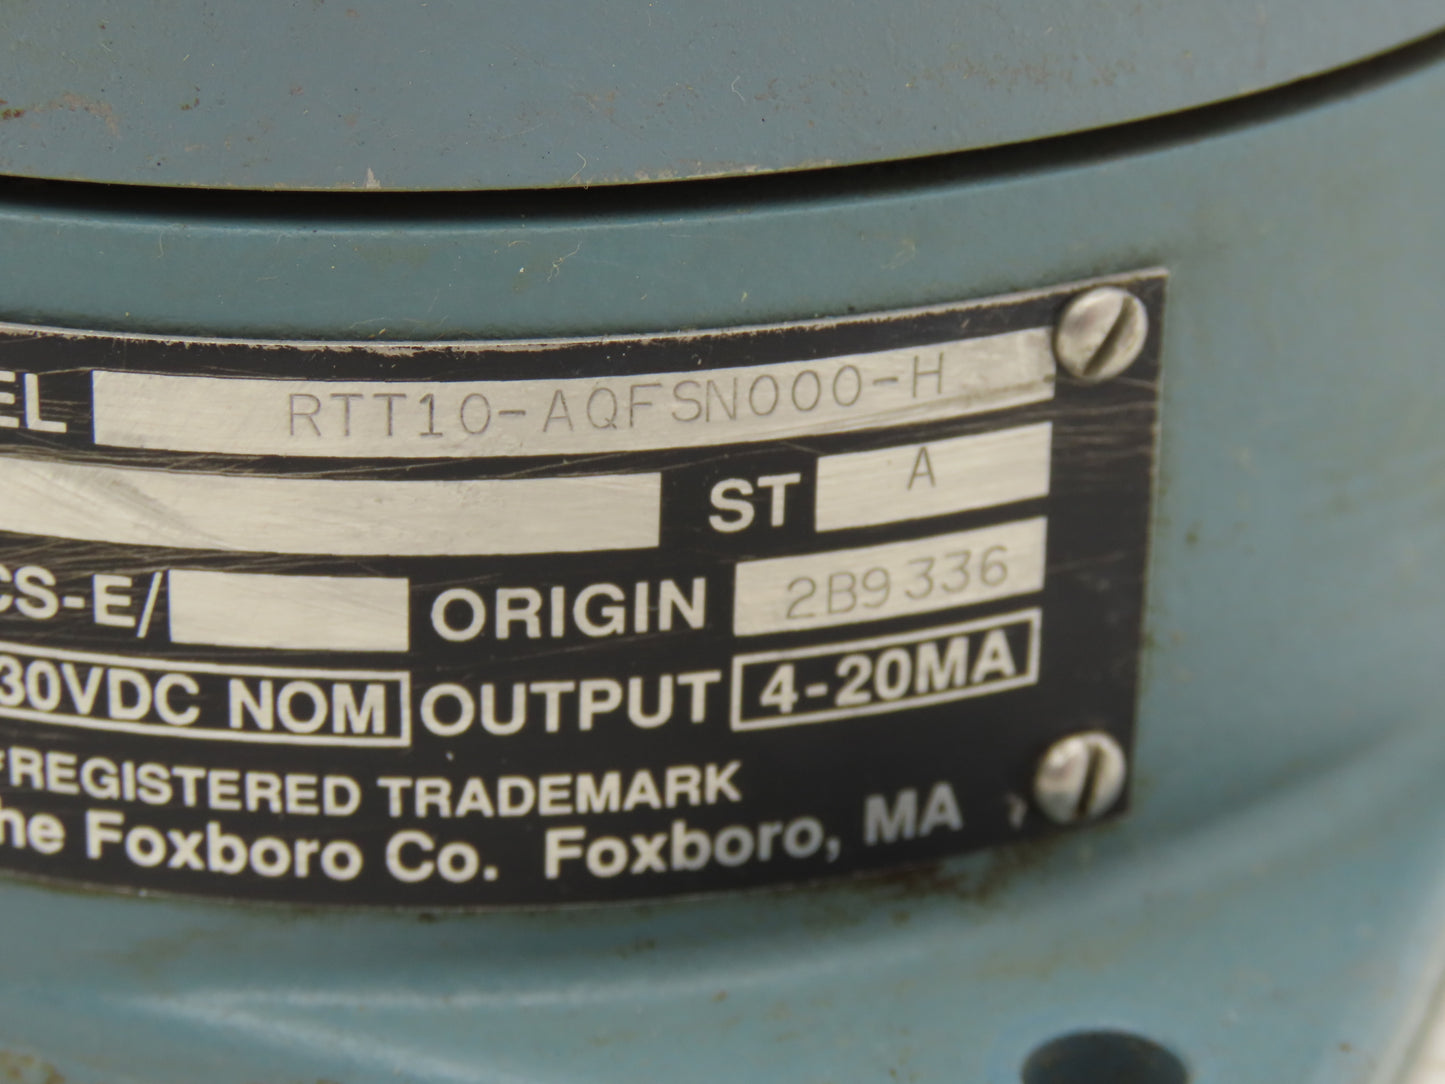 EL RTT10-AQFSN000-H
ST A
CS-E/ ORIGIN 2B9336
30VDC NOM OUTPUT 4-20MA
REGISTERED TRADEMARK
he Foxboro Co. Foxboro, MA